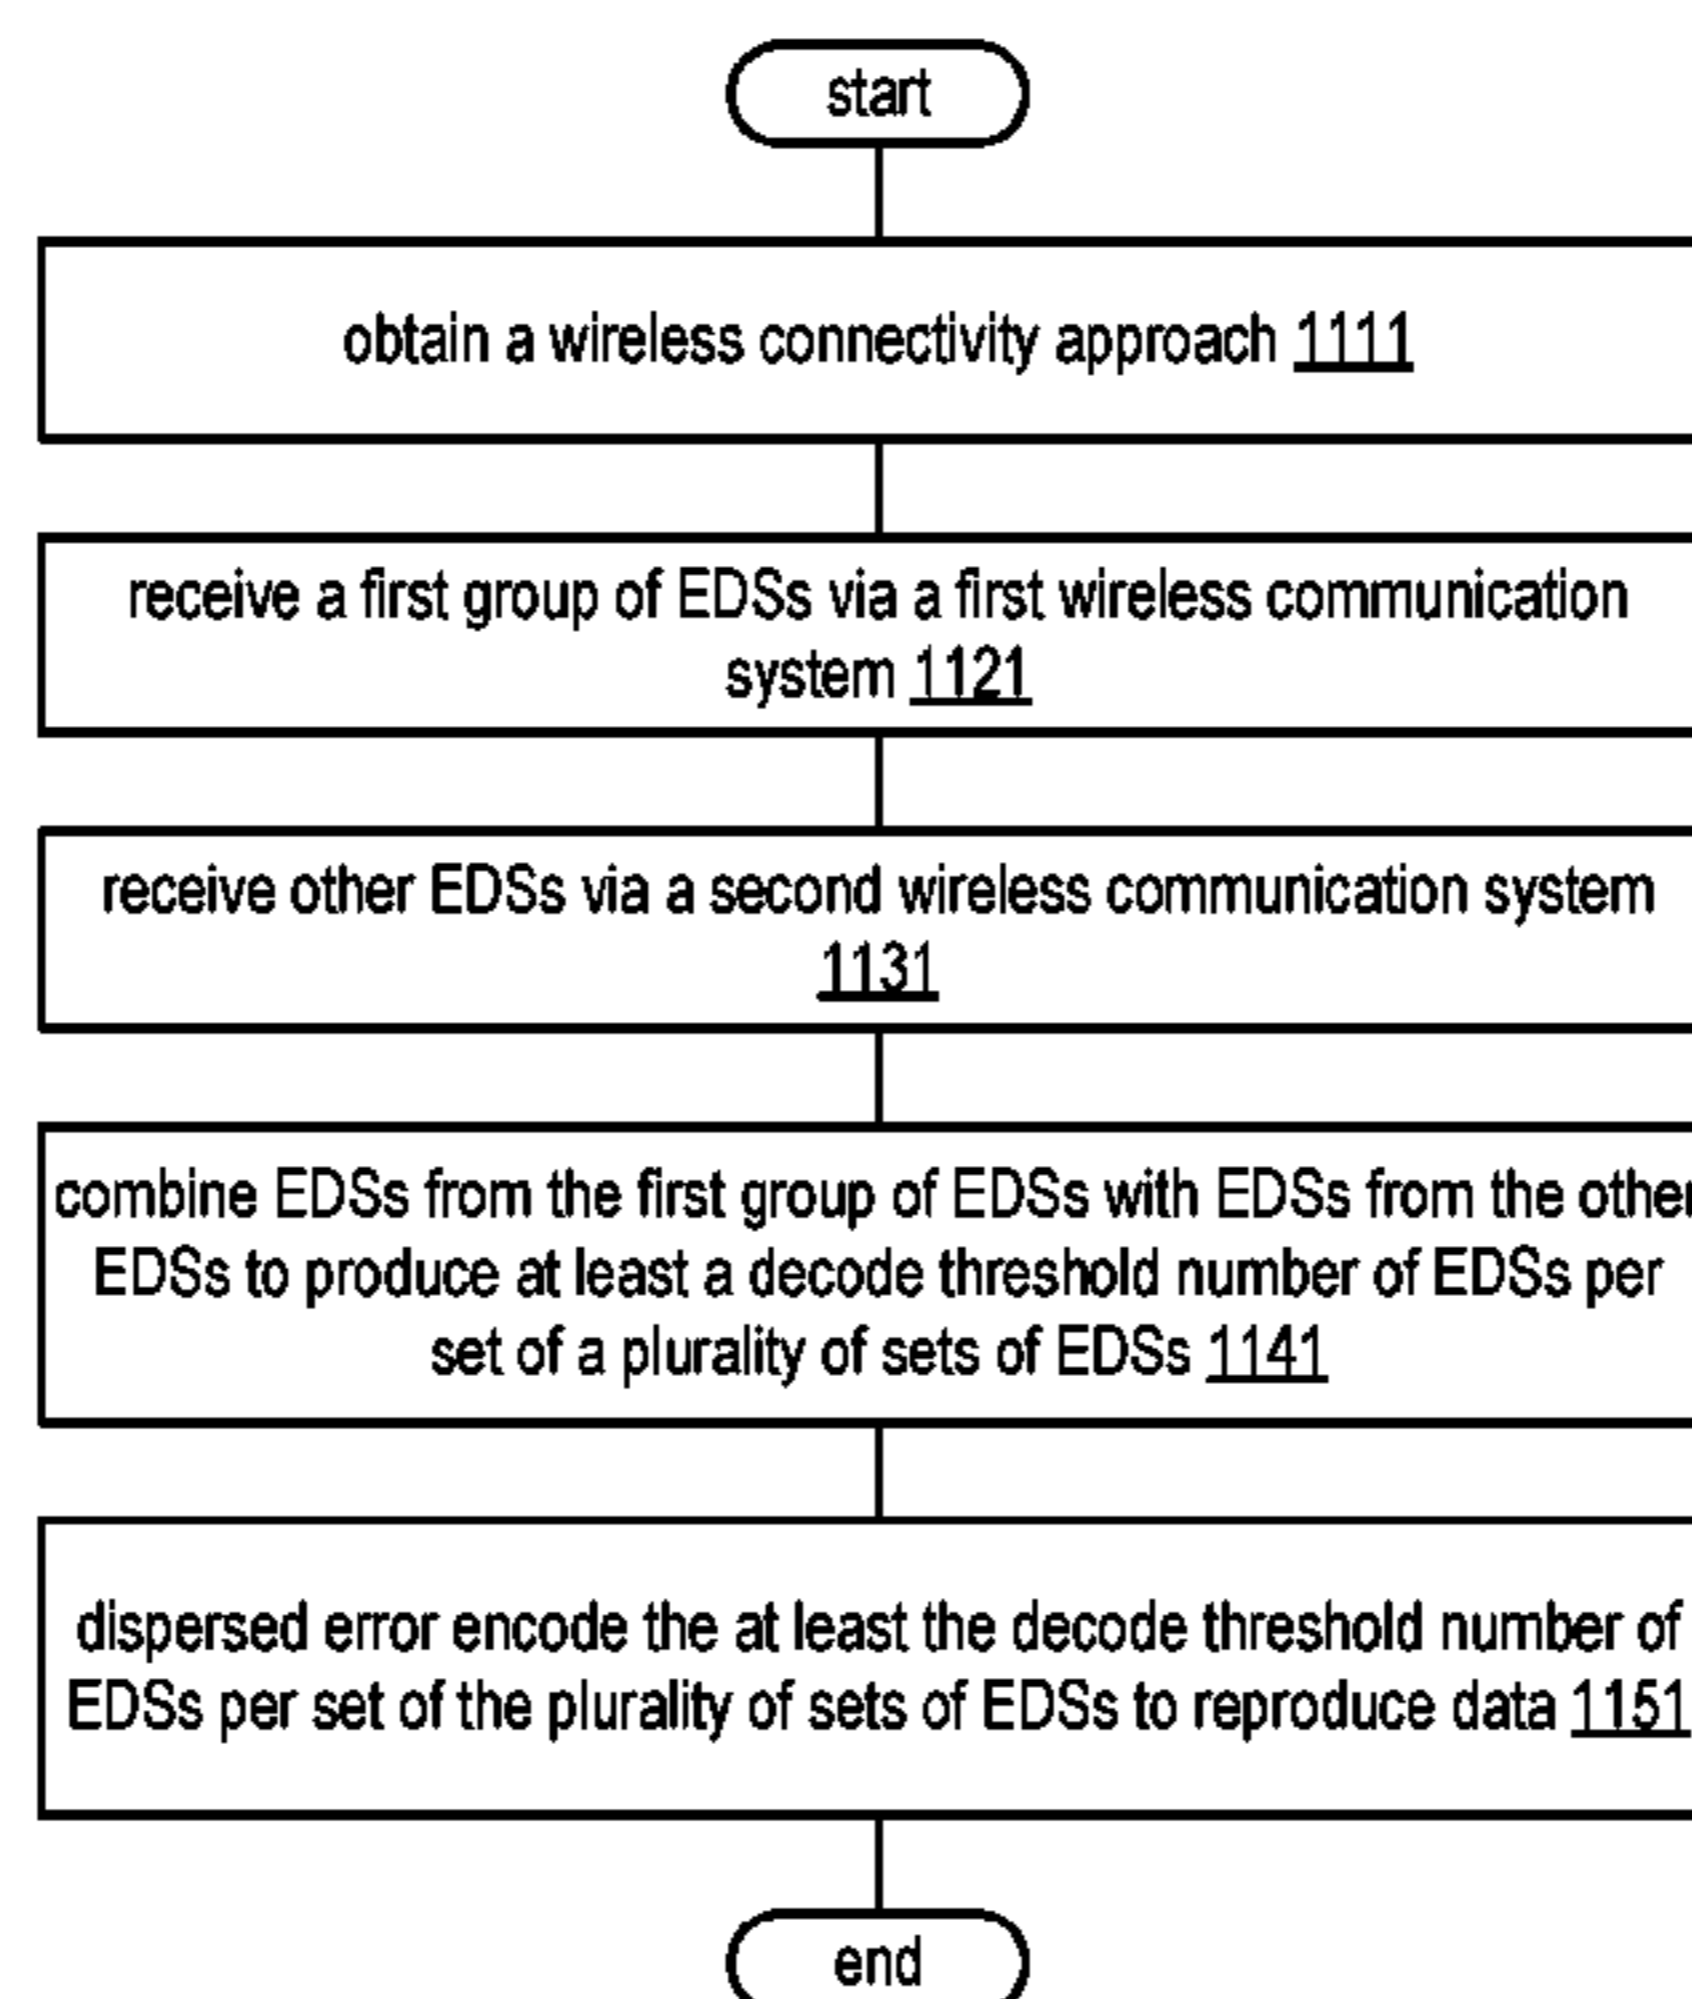 start
obtain a wireless connectivity approach 1111
receive a first group of EDSs via a first wireless communication
system 1121
receive other EDSs via a second wireless communication system
1131
combine EDSs from the first group of EDSs with EDSs from the other
EDSs to produce at least a decode threshold number of EDSs per
set of a plurality of sets of EDSs 1141
dispersed error encode the at least the decode threshold number of
EDSs per set of the plurality of sets of EDSs to reproduce data 1151
end